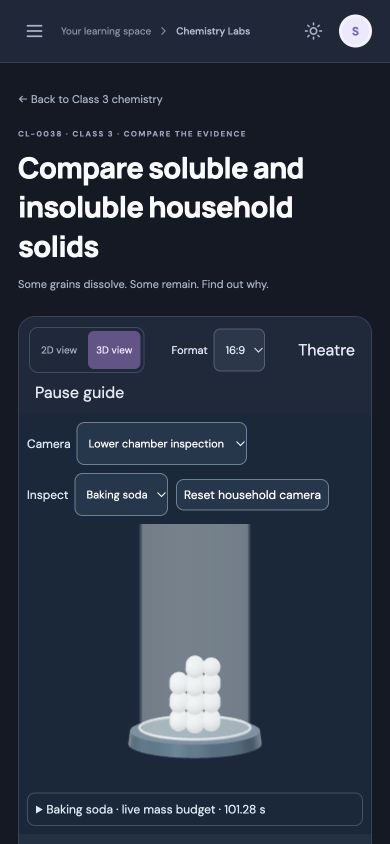 Your learning space > Chemistry Labs S
← Back to Class 3 chemistry
CL-0038 · CLASS 3 · COMPARE THE EVIDENCE
Compare soluble and
insoluble household
solids
Some grains dissolve. Some remain. Find out why.
2D view 3D view Format 16:9 Theatre
Pause guide
Camera Lower chamber inspection
Inspect Baking soda Reset household camera
▶ Baking soda · live mass budget · 101.28 s